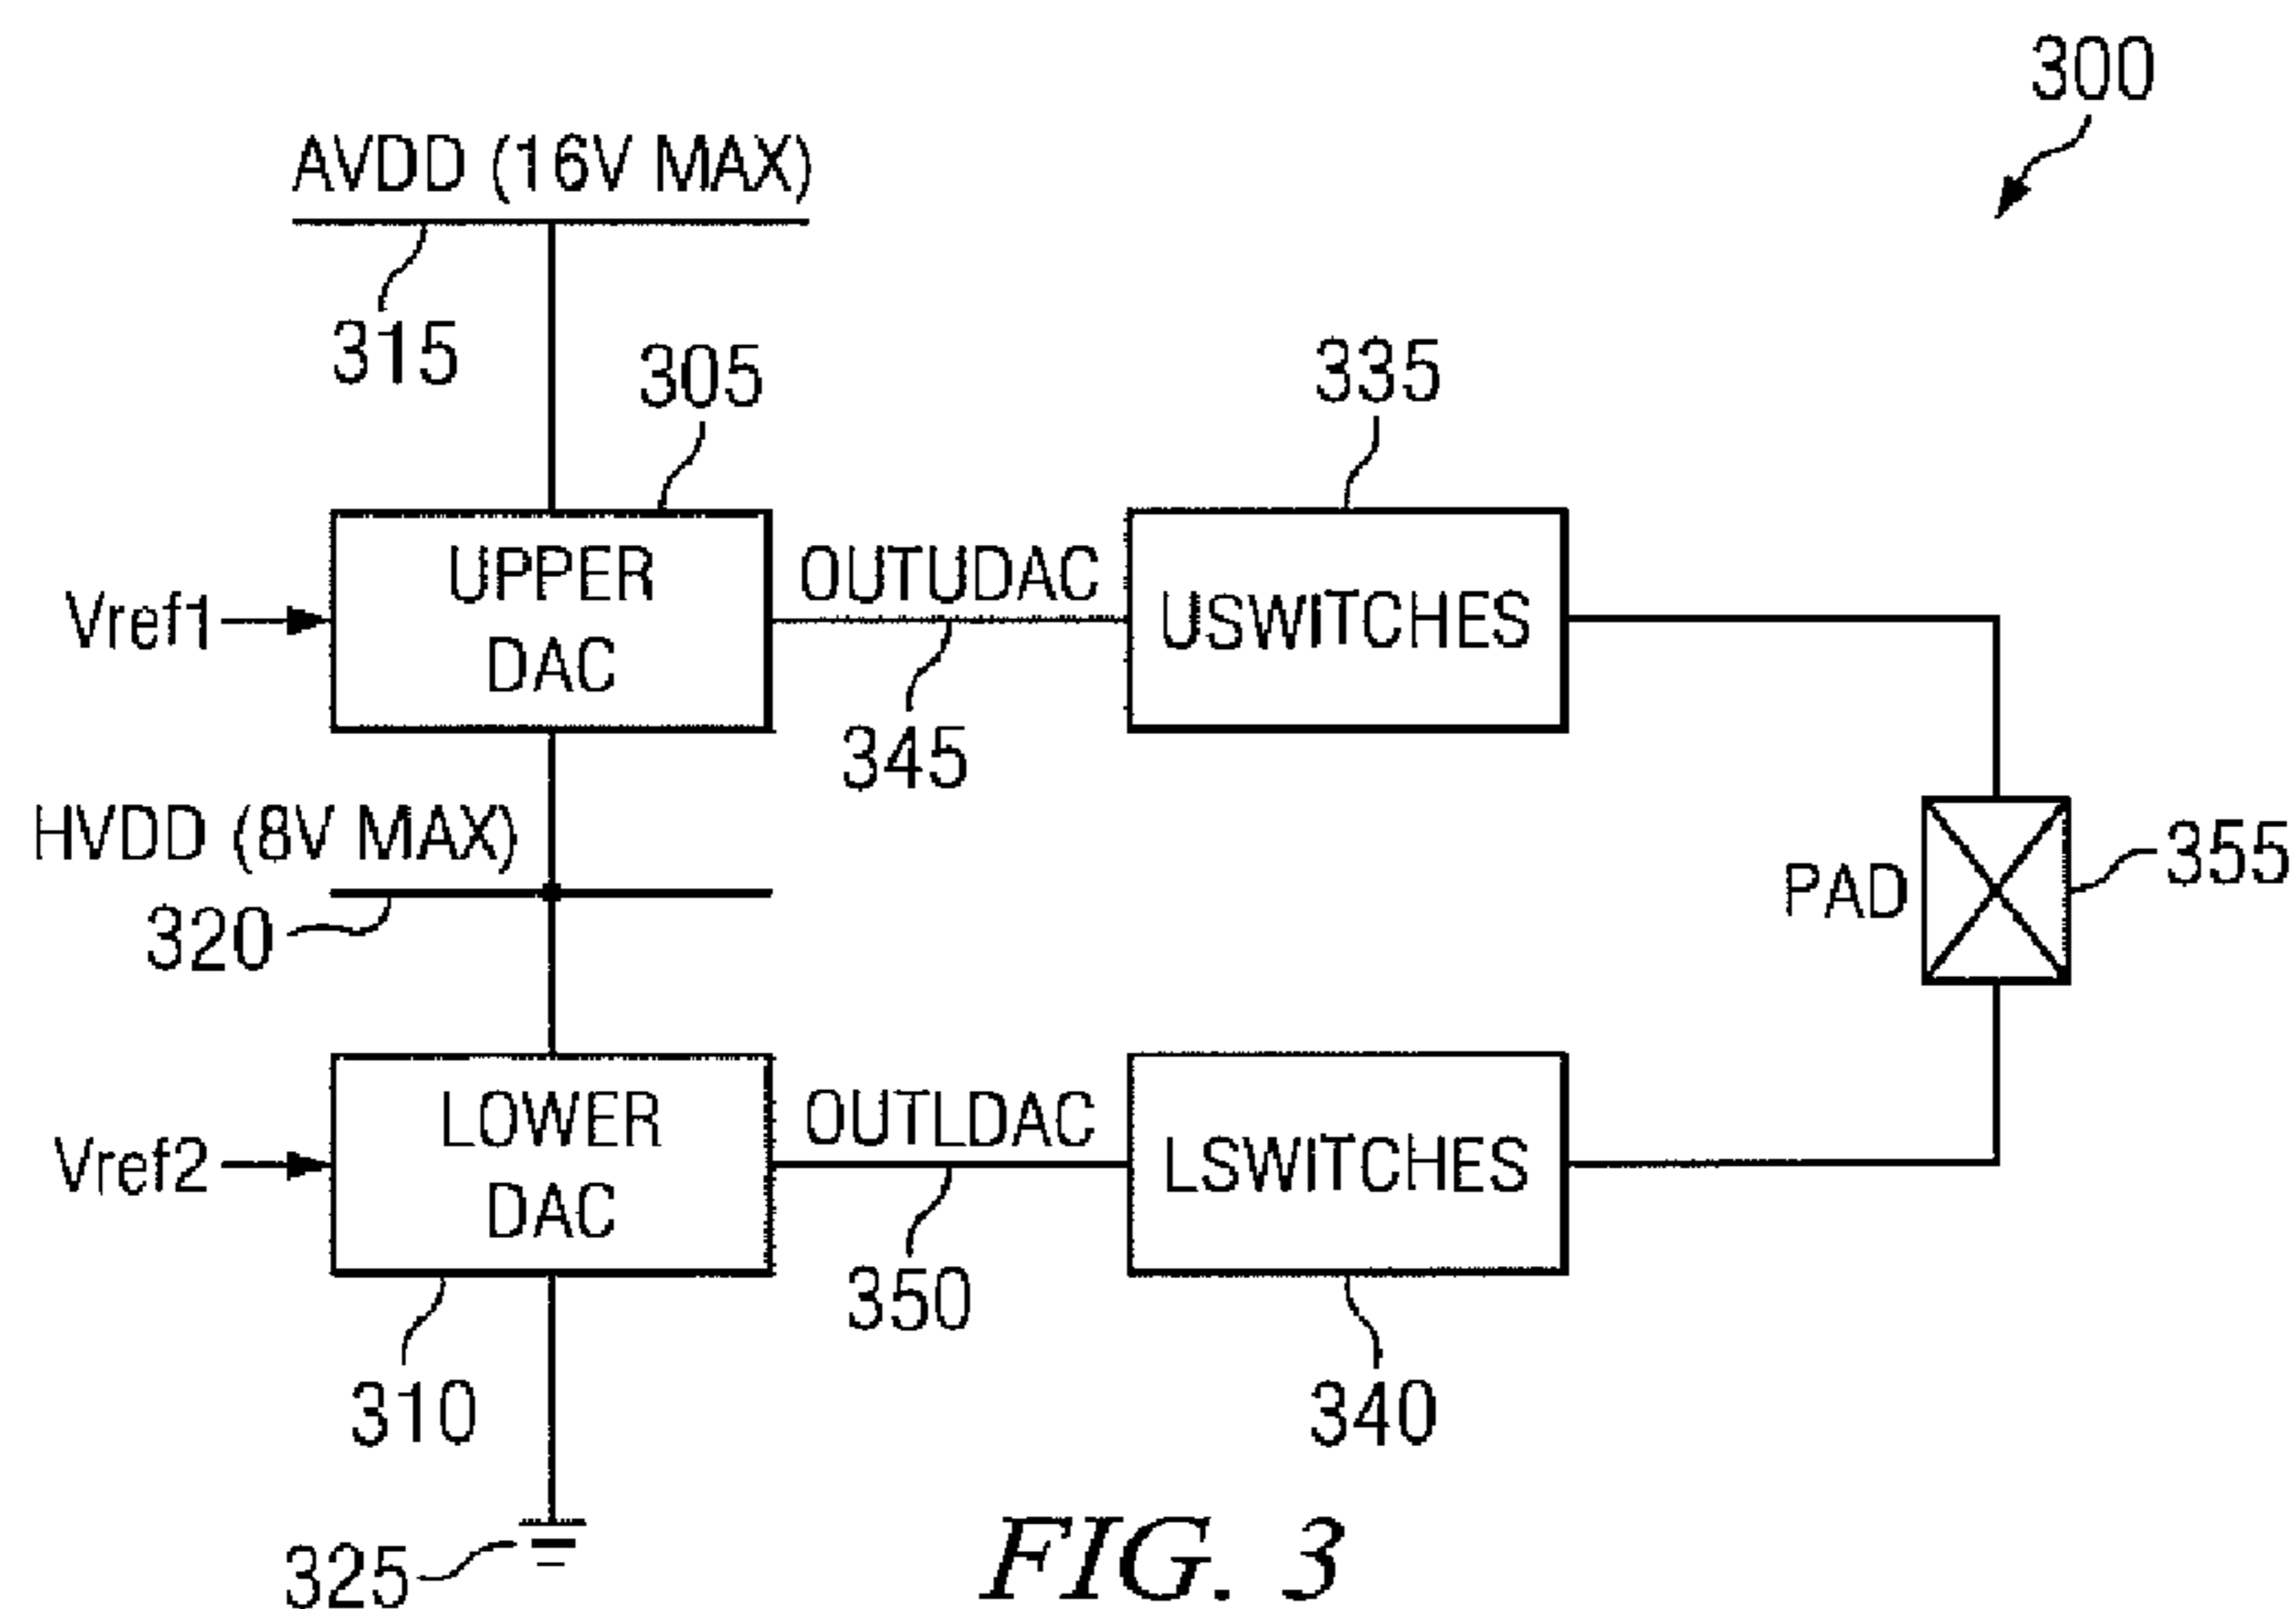 300
AVDD (16V MAX)
315
305
335
Vref1
UPPER
DAC
OUTUDAC
USWITCHES
345
HVDD (8V MAX)
320
PAD
355
Vref2
LOWER
DAC
OUTLDAC
LSWITCHES
350
310
340
325
FIG. 3